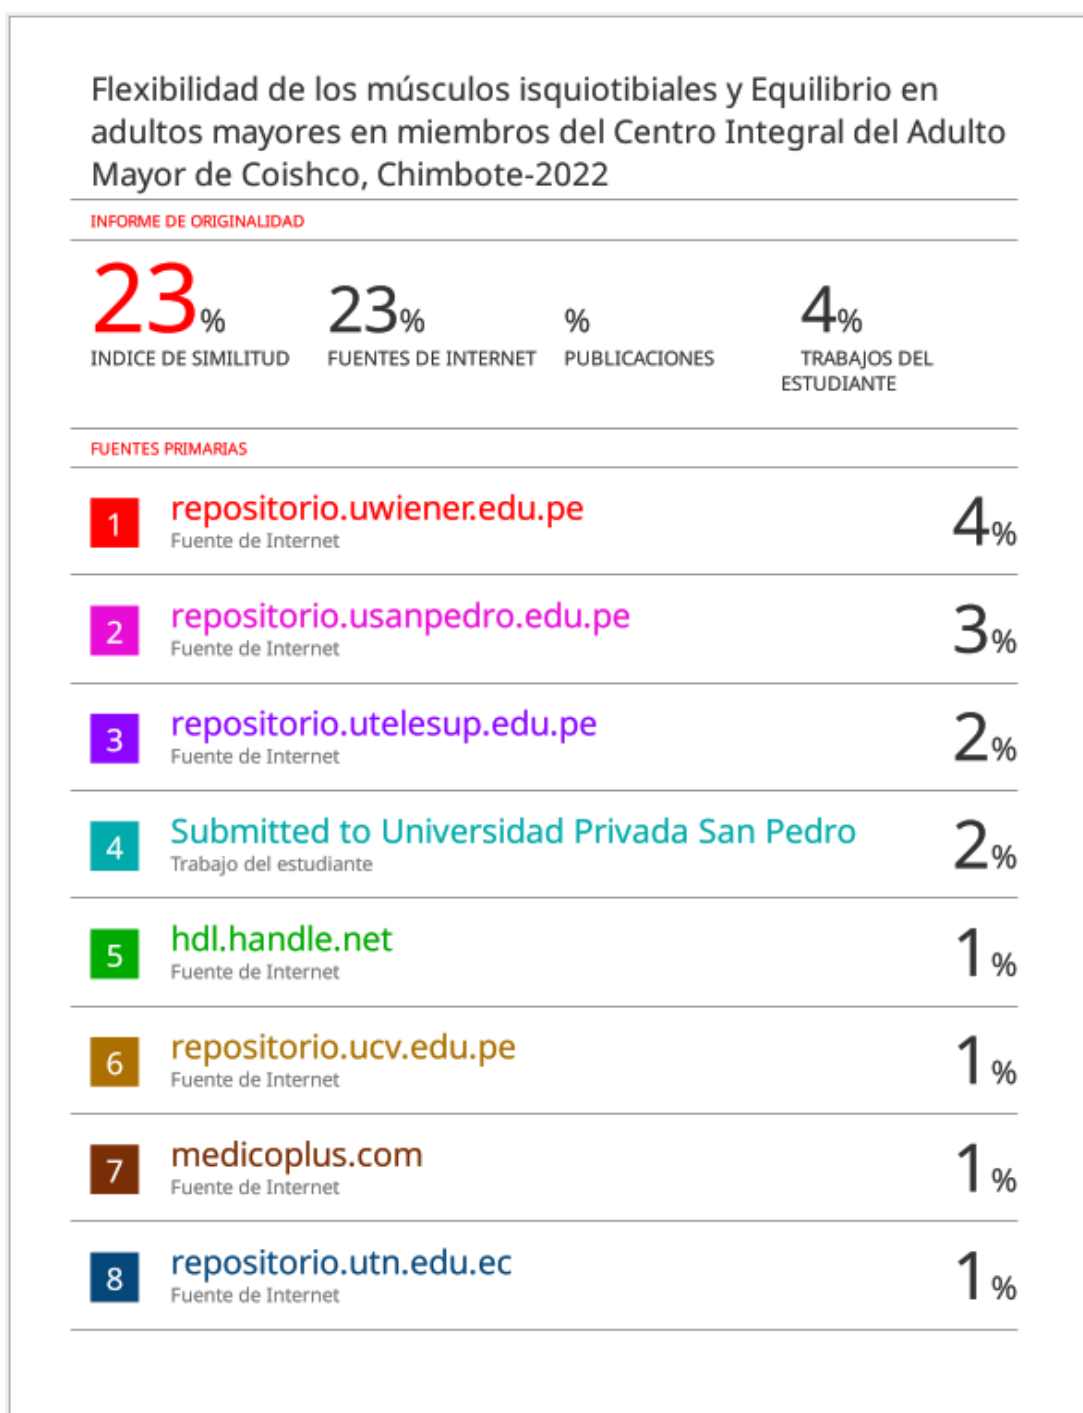 Flexibilidad de los músculos isquiotibiales y Equilibrio en
adultos mayores en miembros del Centro Integral del Adulto
Mayor de Coishco, Chimbote-2022
INFORME DE ORIGINALIDAD
23%
INDICE DE SIMILITUD
23%
FUENTES DE INTERNET
%
PUBLICACIONES
4%
TRABAJOS DEL
ESTUDIANTE
FUENTES PRIMARIAS
1
repositorio.uwiener.edu.pe
Fuente de Internet
4%
2
repositorio.usanpedro.edu.pe
Fuente de Internet
3%
3
repositorio.utelesup.edu.pe
Fuente de Internet
2%
4
Submitted to Universidad Privada San Pedro
Trabajo del estudiante
2%
5
hdl.handle.net
Fuente de Internet
1%
6
repositorio.ucv.edu.pe
Fuente de Internet
1%
7
medicoplus.com
Fuente de Internet
1%
8
repositorio.utn.edu.ec
Fuente de Internet
1%